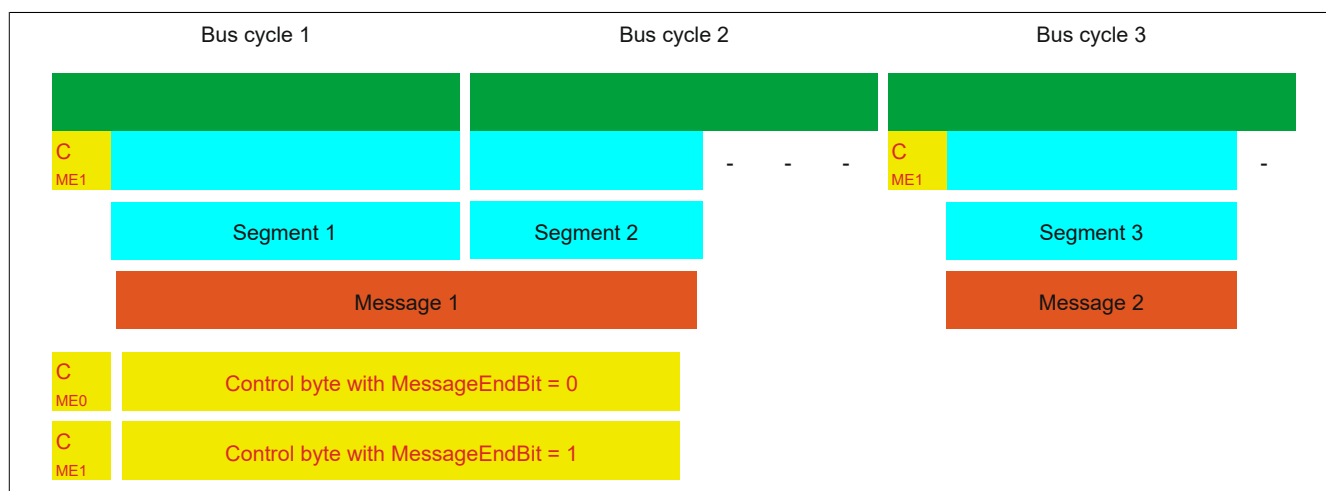 Bus cycle 1 Bus cycle 2 Bus cycle 3
C - - - C -
ME1 ME1
Segment 1 Segment 2 Segment 3
Message 1 Message 2
C
ME0 Control byte with MessageEndBit = 0
C
ME1 Control byte with MessageEndBit = 1